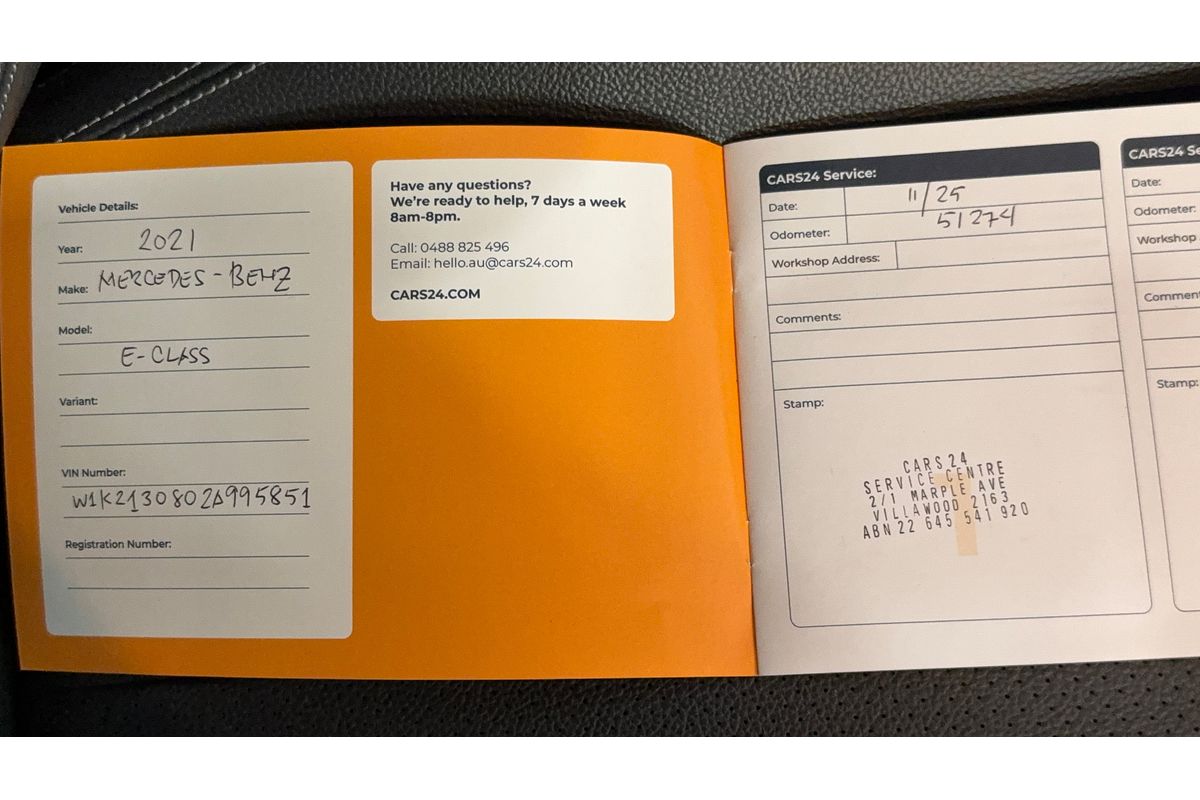 Vehicle Details:
Year: 2021
Make: MERCEDES-BENZ
Model:
E-CLASS
Variant:
VIN Number:
W1K2130802A995851
Registration Number:
Have any questions?
We're ready to help, 7 days a week
8am-8pm.
Call: 0488 825 496
Email: hello.au@cars24.com
CARS24.COM
CARS24 Service:
Date: 11/25
Odometer: 51274
Workshop Address:
Comments:
Stamp:
CARS24
SERVICE CENTRE
2/1 MARPLE AVE
VILLAWOOD 2163
ABN 22 645 541 920
CARS24 Se
Date:
Odometer:
Workshop
Comment
Stamp: